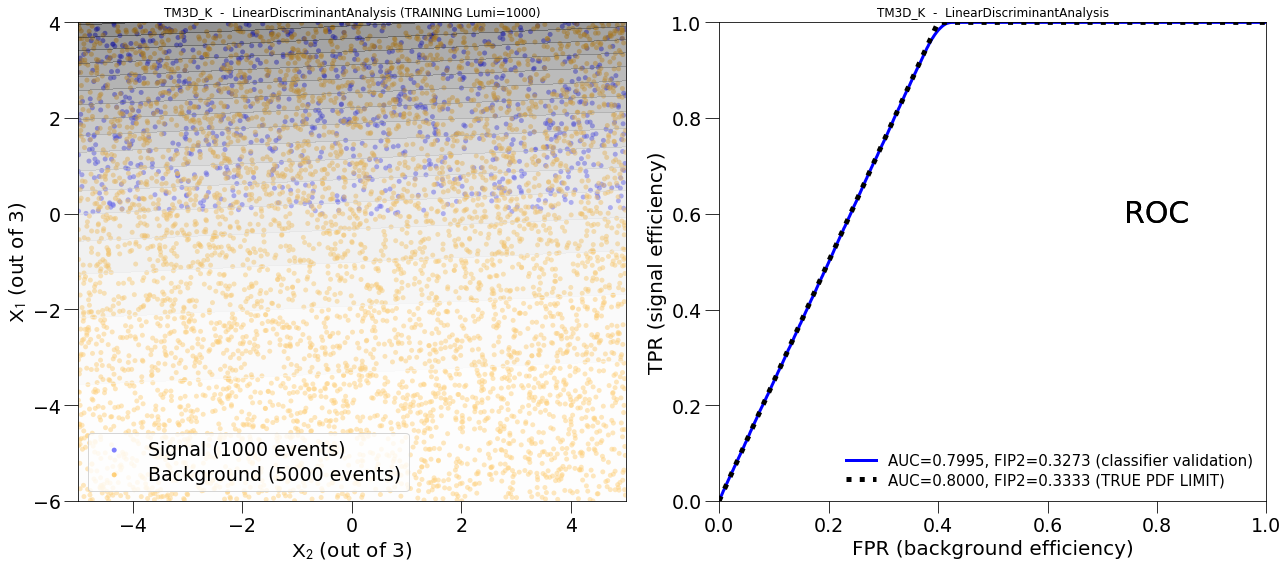 TM3D_K - LinearDiscriminantAnalysis (TRAINING Lumi=1000)
4
2
0
−2
−4
−6
X₁ (out of 3)
Signal (1000 events)
Background (5000 events)
−4
−2
0
2
4
X₂ (out of 3)
TM3D_K - LinearDiscriminantAnalysis
1.0
0.8
0.6
0.4
0.2
0.0
TPR (signal efficiency)
ROC
AUC=0.7995, FIP2=0.3273 (classifier validation)
AUC=0.8000, FIP2=0.3333 (TRUE PDF LIMIT)
0.0
0.2
0.4
0.6
0.8
1.0
FPR (background efficiency)